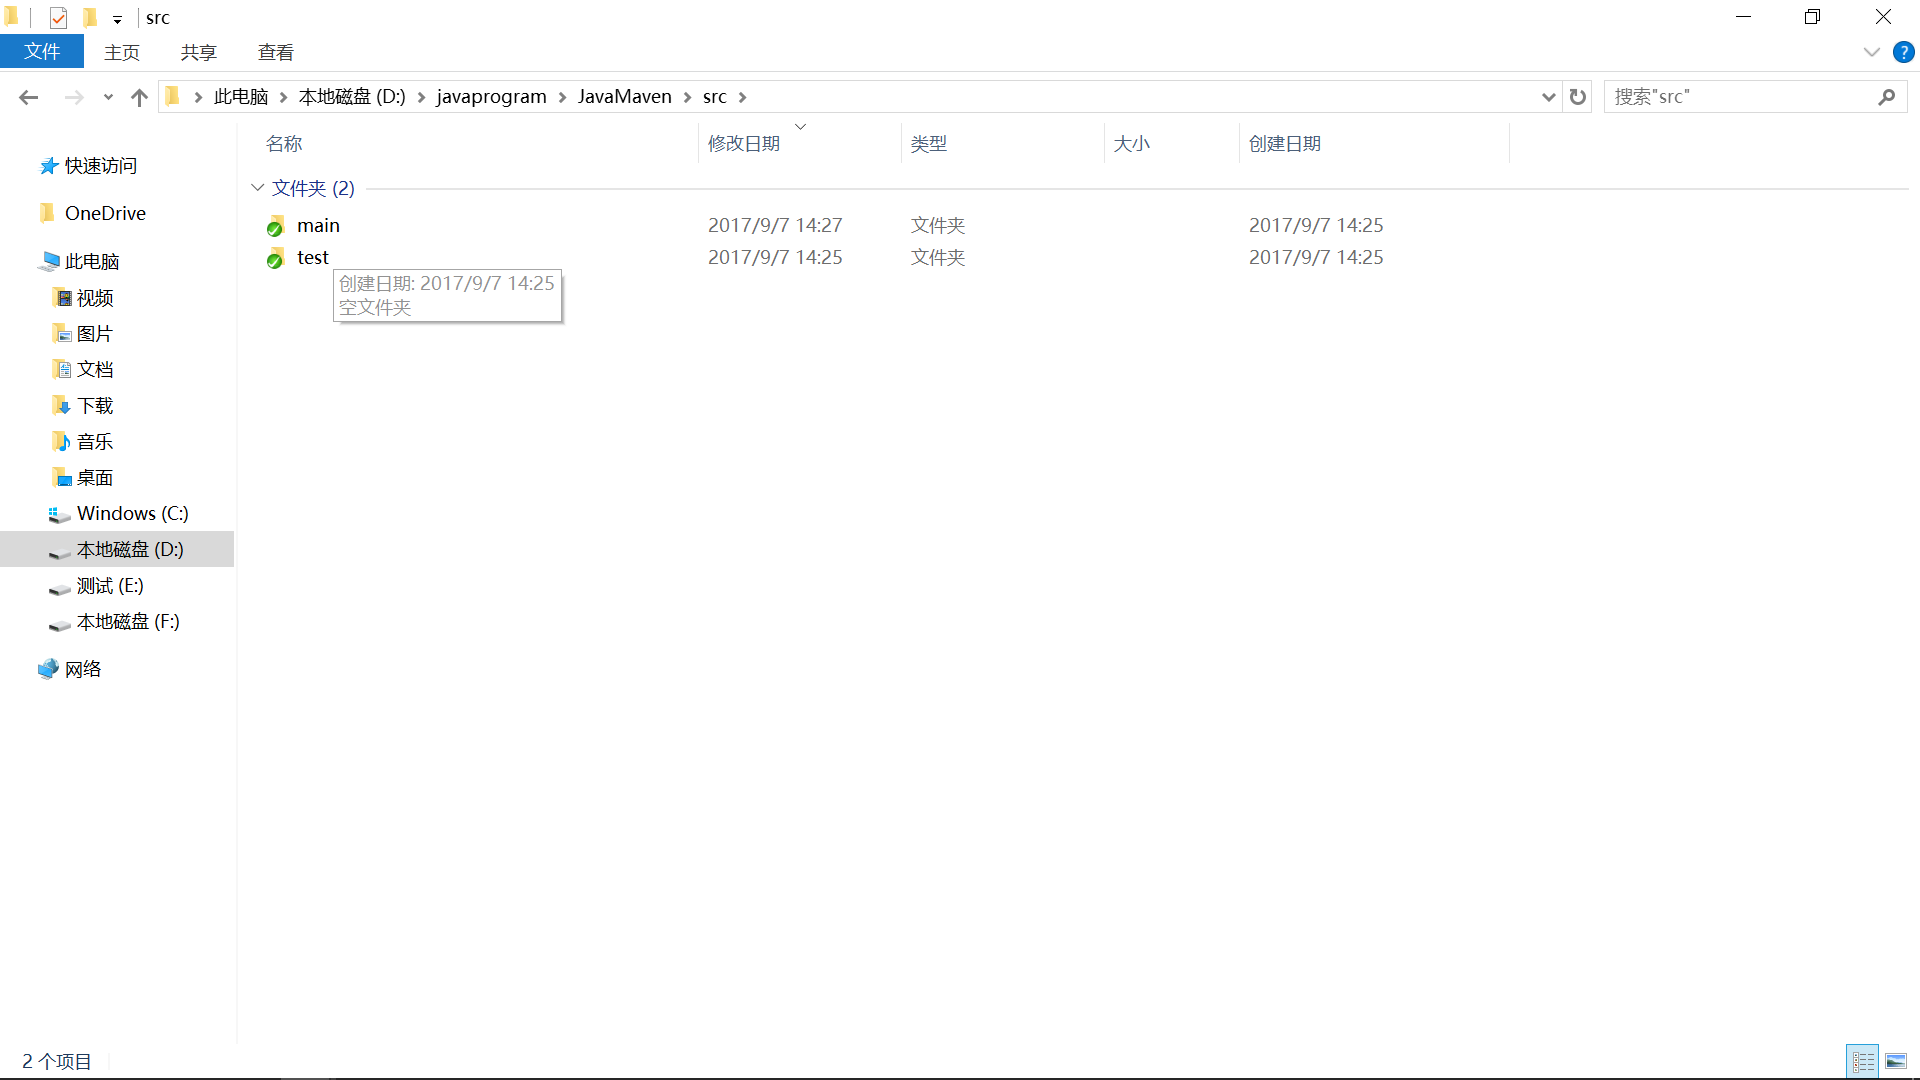 src
文件 主页 共享 查看
此电脑 本地磁盘 (D:) javaprogram JavaMaven src 搜索"src"
名称 修改日期 类型 大小 创建日期
快速访问
OneDrive
此电脑
视频
图片
文档
下载
音乐
桌面
Windows (C:)
本地磁盘 (D:)
测试 (E:)
本地磁盘 (F:)
网络
文件夹 (2)
main 2017/9/7 14:27 文件夹 2017/9/7 14:25
test 2017/9/7 14:25 文件夹 2017/9/7 14:25
创建日期: 2017/9/7 14:25
空文件夹
2 个项目